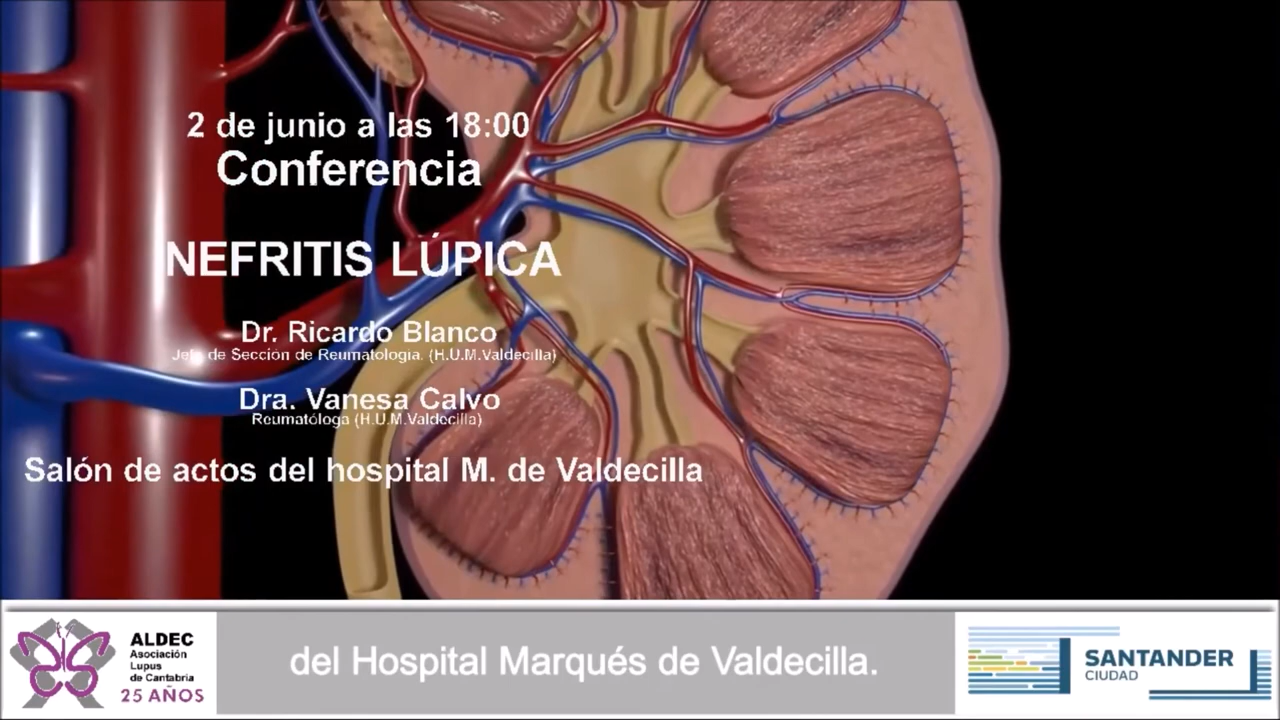 2 de junio a las 18:00
Conferencia
NEFRITIS LÚPICA
Dr. Ricardo Blanco
Jefe de Sección de Reumatología. (H.U.M.Valdecilla)
Dra. Vanesa Calvo
Reumatóloga (H.U.M.Valdecilla)
Salón de actos del hospital M. de Valdecilla
ALDEC
Asociación
Lupus
de Cantabria
25 AÑOS
del Hospital Marqués de Valdecilla.
SANTANDER
CIUDAD